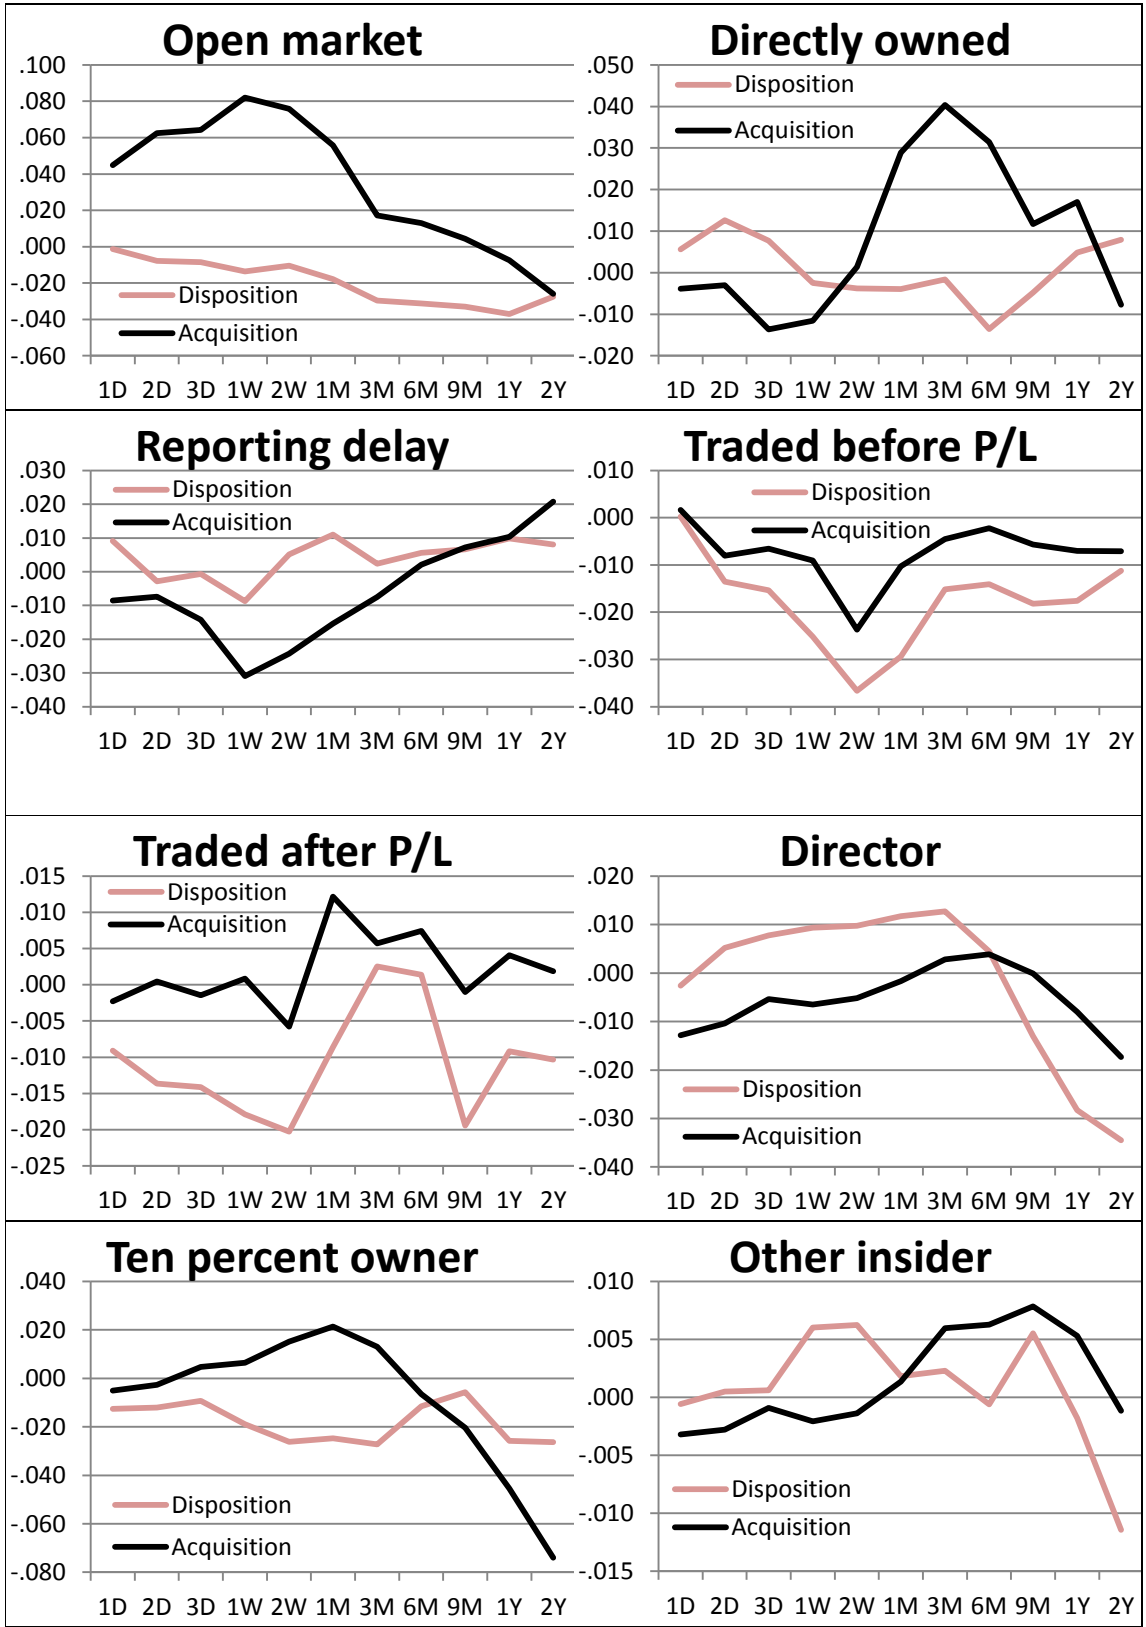 Open market
.100
.080
.060
.040
.020
.000
-.020
-.040
-.060
Disposition
Acquisition
1D 2D 3D 1W 2W 1M 3M 6M 9M 1Y 2Y
Directly owned
.050
.040
.030
.020
.010
.000
-.010
-.020
Disposition
Acquisition
1D 2D 3D 1W 2W 1M 3M 6M 9M 1Y 2Y
Reporting delay
.030
.020
.010
.000
-.010
-.020
-.030
-.040
Disposition
Acquisition
1D 2D 3D 1W 2W 1M 3M 6M 9M 1Y 2Y
Traded before P/L
.010
.000
-.010
-.020
-.030
-.040
Disposition
Acquisition
1D 2D 3D 1W 2W 1M 3M 6M 9M 1Y 2Y
Traded after P/L
.015
.010
.005
.000
-.005
-.010
-.015
-.020
-.025
Disposition
Acquisition
1D 2D 3D 1W 2W 1M 3M 6M 9M 1Y 2Y
Director
.020
.010
.000
-.010
-.020
-.030
-.040
Disposition
Acquisition
1D 2D 3D 1W 2W 1M 3M 6M 9M 1Y 2Y
Ten percent owner
.040
.020
.000
-.020
-.040
-.060
-.080
Disposition
Acquisition
1D 2D 3D 1W 2W 1M 3M 6M 9M 1Y 2Y
Other insider
.010
.005
.000
-.005
-.010
-.015
Disposition
Acquisition
1D 2D 3D 1W 2W 1M 3M 6M 9M 1Y 2Y